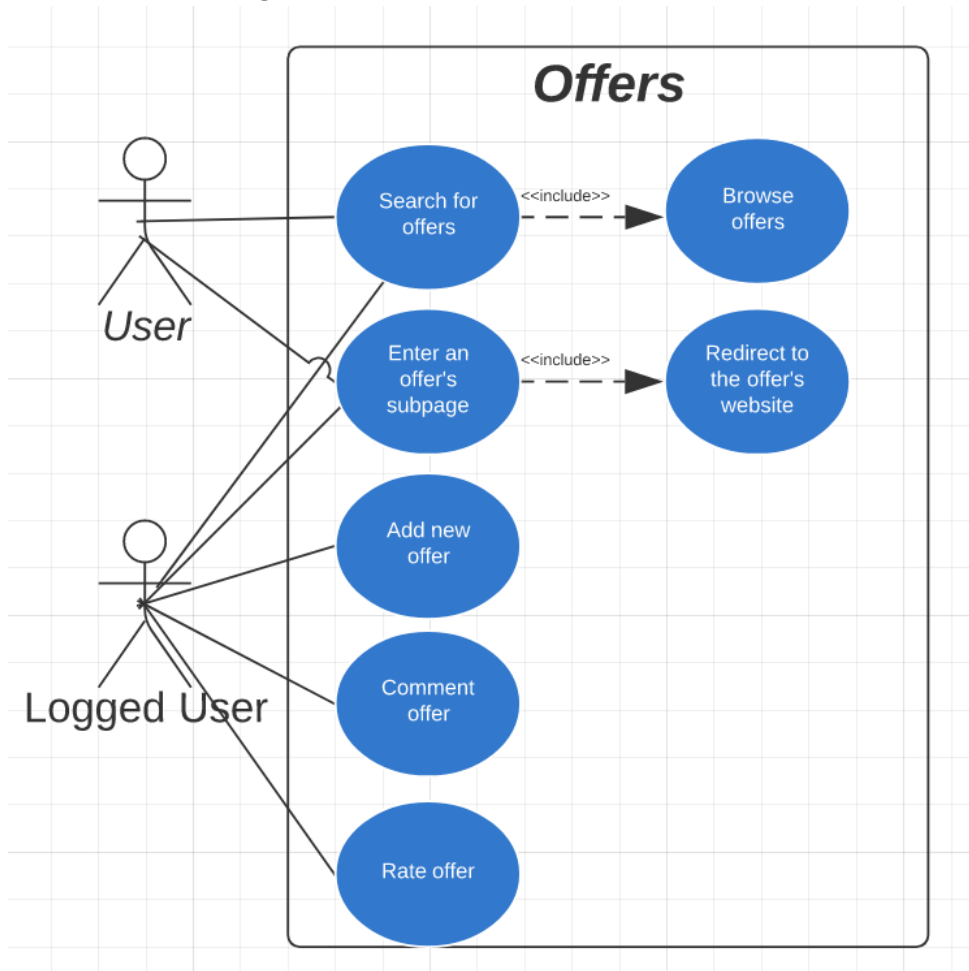 Offers
Search for
offers
<<include>>
Browse
offers
User
Enter an
offer's
subpage
<<include>>
Redirect to
the offer's
website
Add new
offer
Logged User
Comment
offer
Rate offer